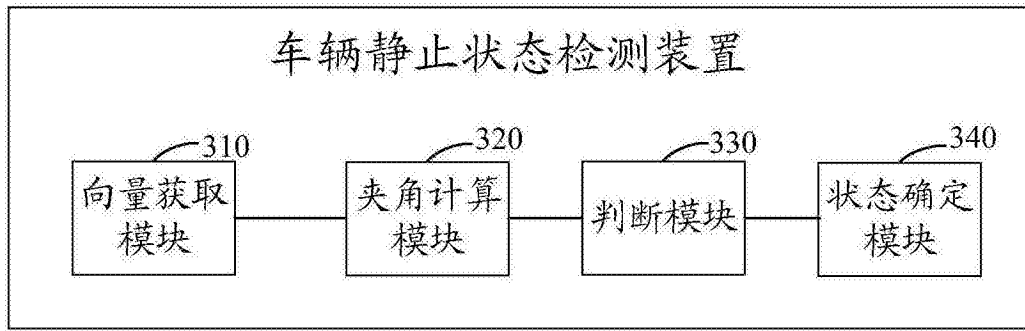 车辆静止状态检测装置
310
320
330
340
向量获取
模块
夹角计算
模块
判断模块
状态确定
模块